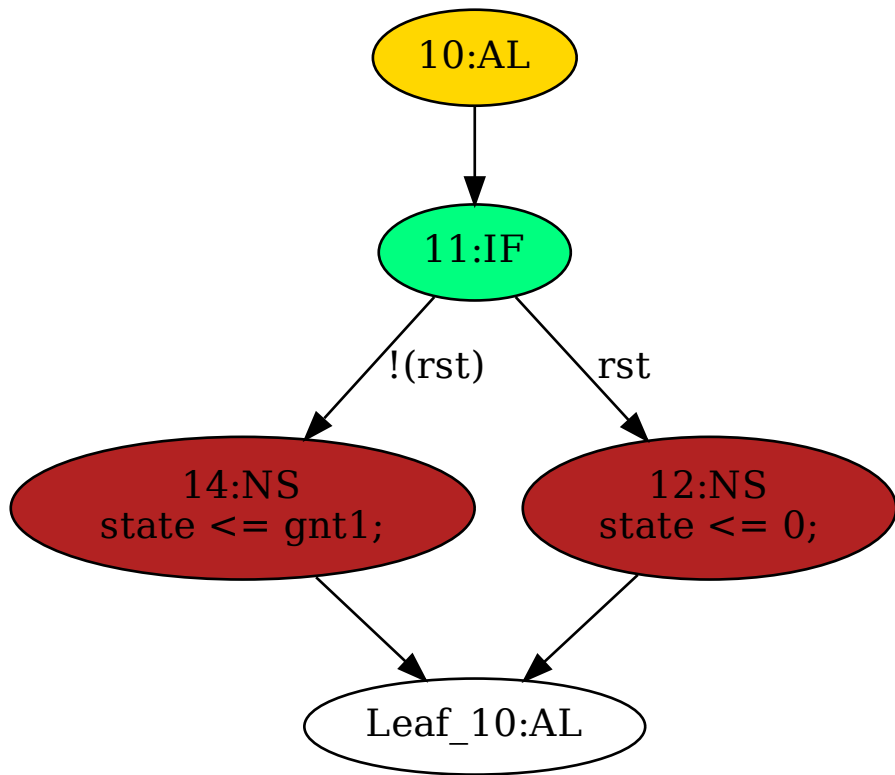 10:AL
11:IF
!(rst)
rst
14:NS
state <= gnt1;
12:NS
state <= 0;
Leaf_10:AL